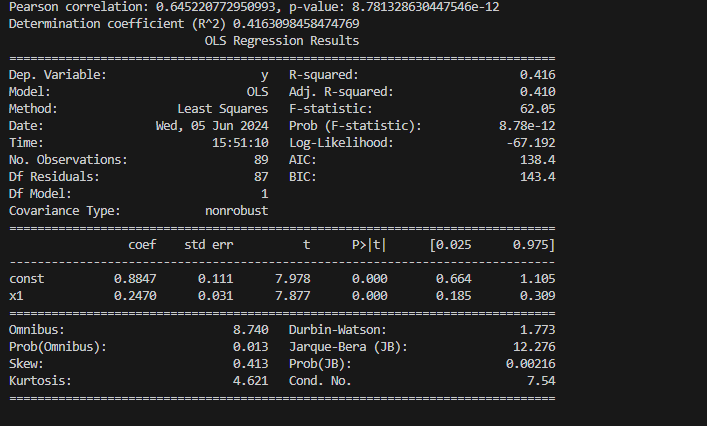 Pearson correlation: 0.645220772950993, p-value: 8.781328630447546e-12
Determination coefficient (R^2) 0.4163098458474769
                            OLS Regression Results
==============================================================================
Dep. Variable:                      y   R-squared:                       0.416
Model:                            OLS   Adj. R-squared:                  0.410
Method:                 Least Squares   F-statistic:                     62.05
Date:                Wed, 05 Jun 2024   Prob (F-statistic):           8.78e-12
Time:                        15:51:10   Log-Likelihood:                -67.192
No. Observations:                  89   AIC:                             138.4
Df Residuals:                      87   BIC:                             143.4
Df Model:                           1
Covariance Type:            nonrobust
==============================================================================
                 coef    std err          t      P>|t|      [0.025      0.975]
------------------------------------------------------------------------------
const          0.8847      0.111      7.978      0.000       0.664       1.105
x1             0.2470      0.031      7.877      0.000       0.185       0.309
==============================================================================
Omnibus:                        8.740   Durbin-Watson:                   1.773
Prob(Omnibus):                  0.013   Jarque-Bera (JB):               12.276
Skew:                           0.413   Prob(JB):                      0.00216
Kurtosis:                       4.621   Cond. No.                         7.54
==============================================================================